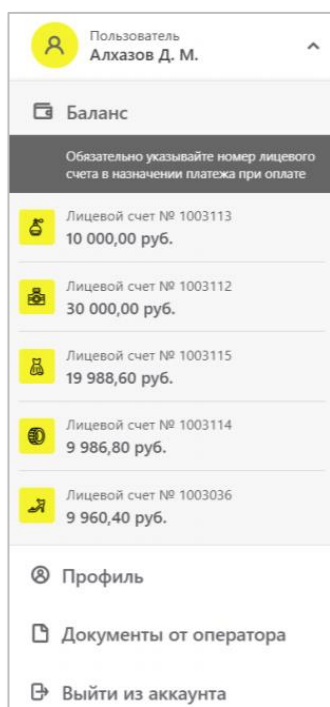 Пользователь
Алхазов Д. М.
Баланс
Обязательно указывайте номер лицевого
счета в назначении платежа при оплате
Лицевой счет № 1003113
10 000,00 руб.
Лицевой счет № 1003112
30 000,00 руб.
Лицевой счет № 1003115
19 988,60 руб.
Лицевой счет № 1003114
9 986,80 руб.
Лицевой счет № 1003036
9 960,40 руб.
Профиль
Документы от оператора
Выйти из аккаунта